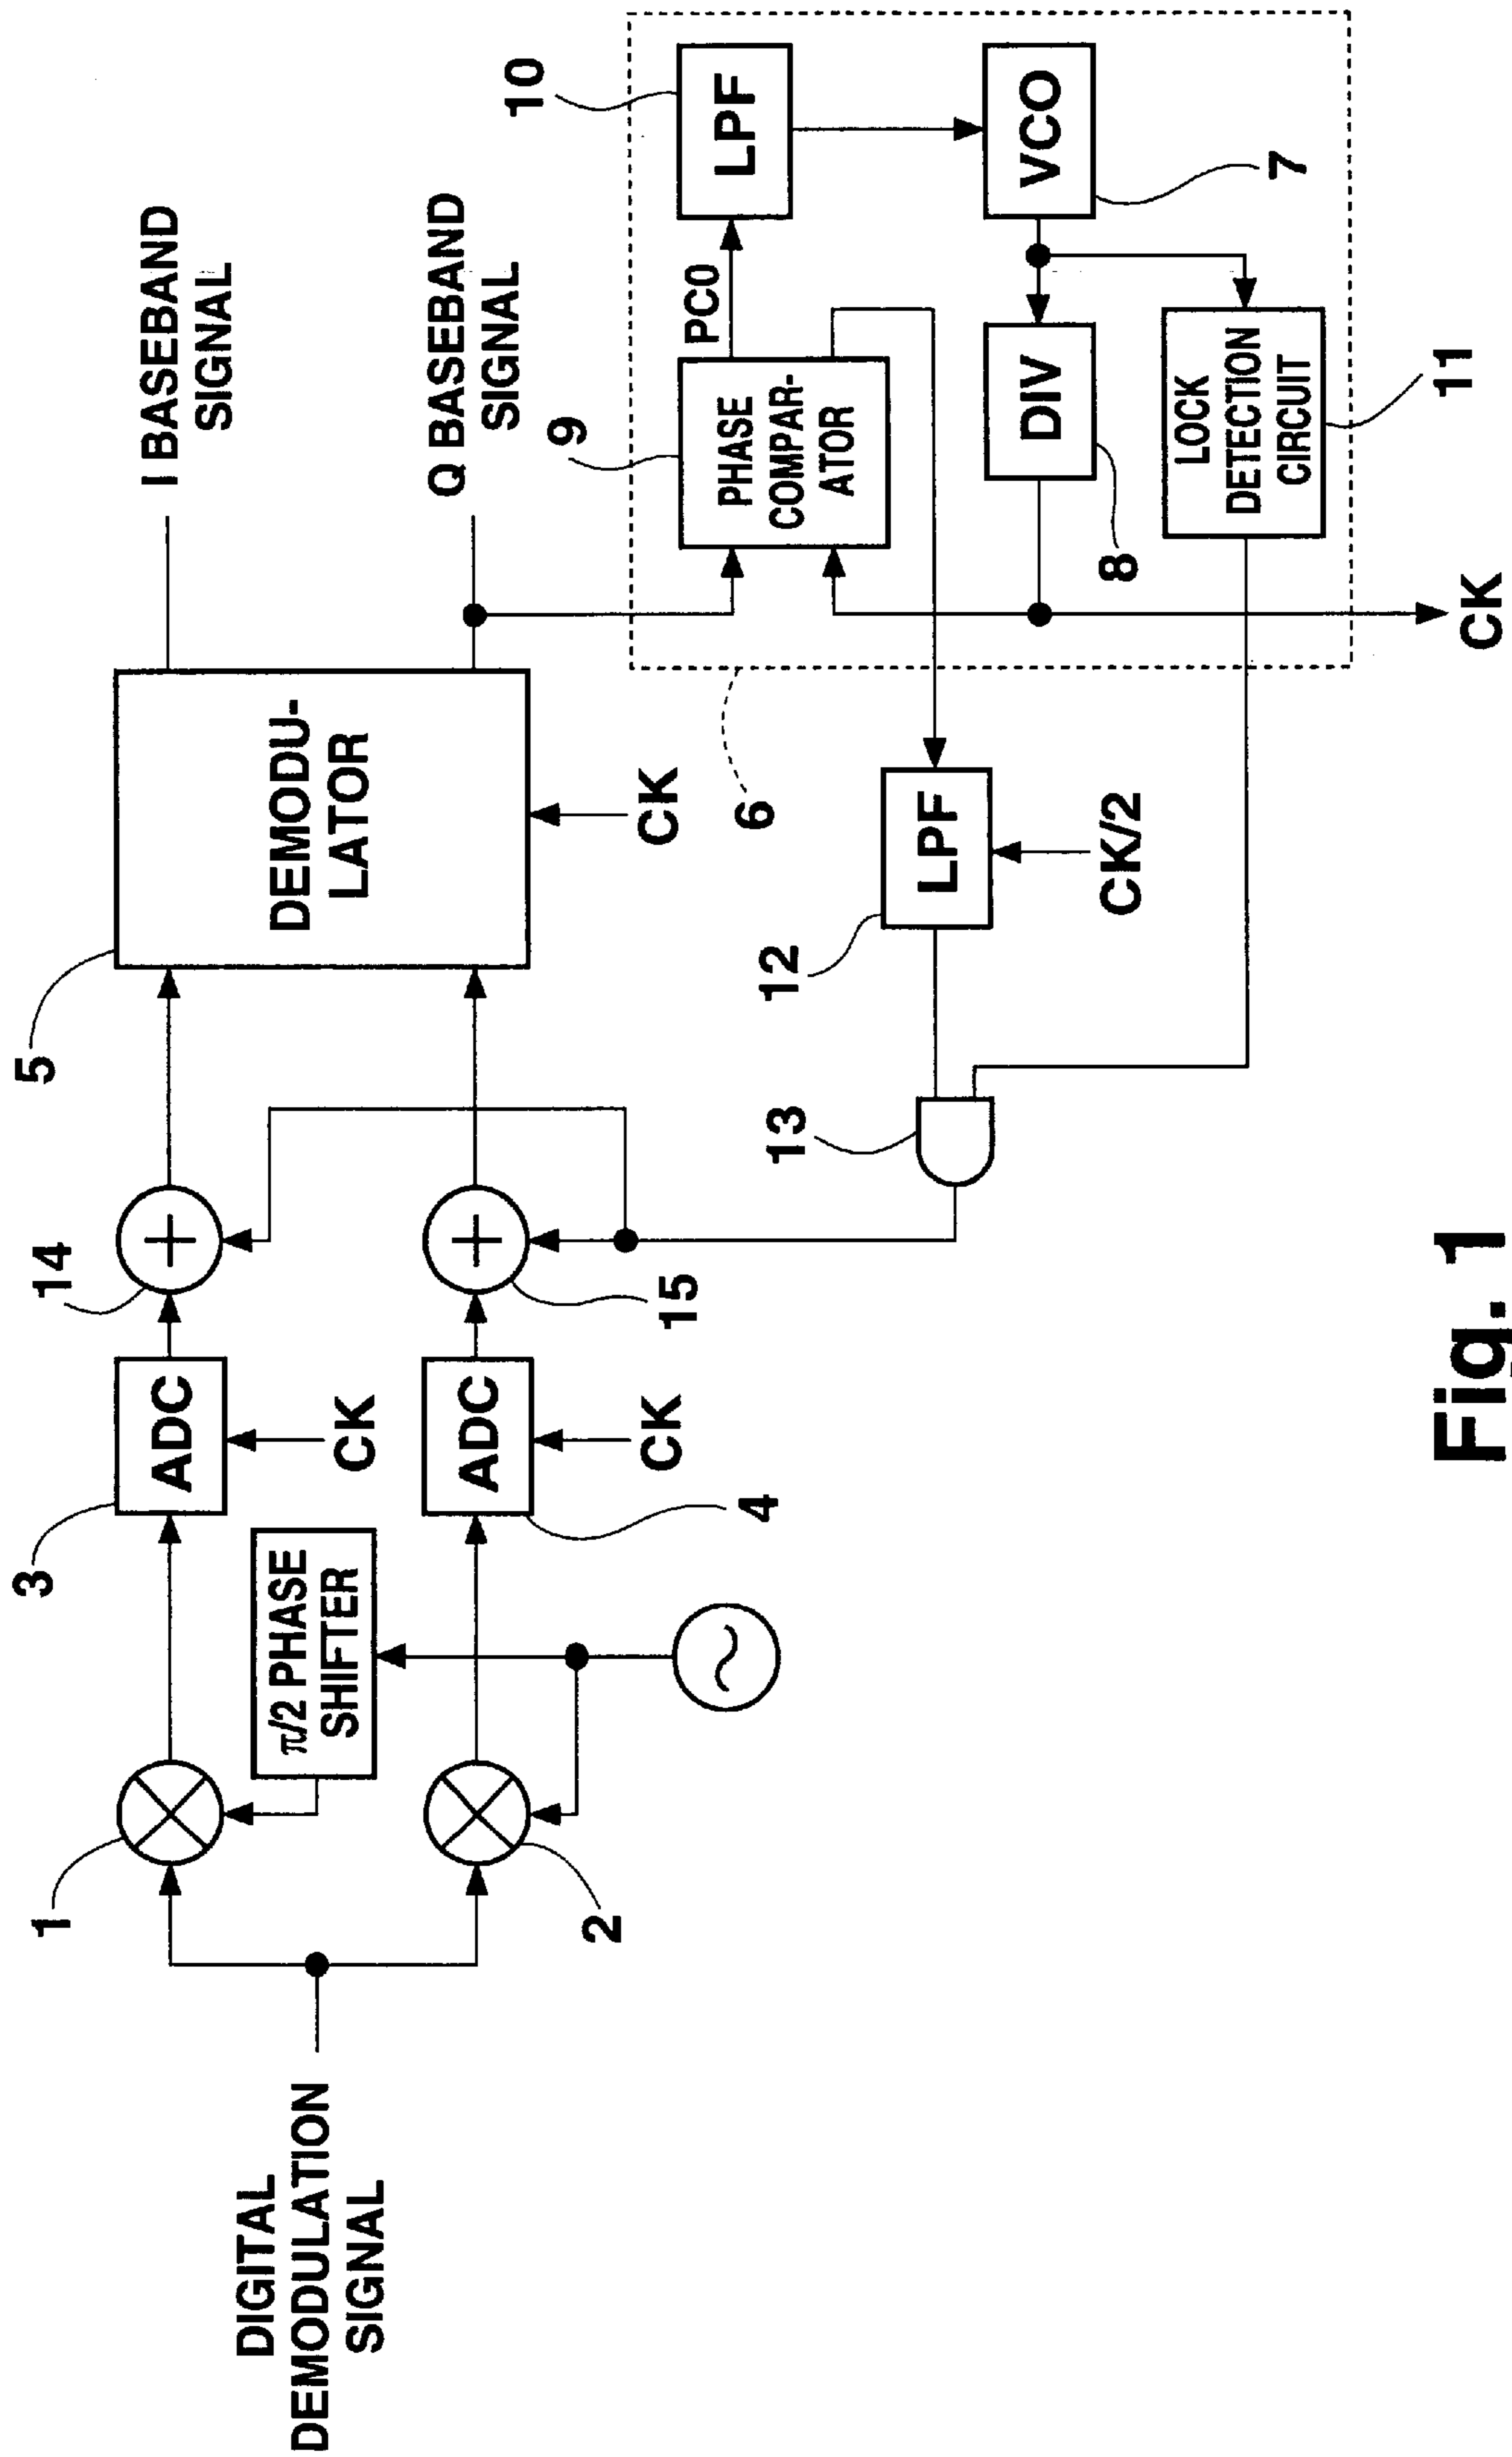 DIGITAL
DEMODULATION
SIGNAL
1
2
π/2 PHASE
SHIFTER
3
ADC
CK
4
ADC
CK
14
15
5
DEMODU-
LATOR
CK
I BASEBAND
SIGNAL
Q BASEBAND
SIGNAL
6
9
PHASE
COMPAR-
ATOR
PC0
10
LPF
VCO
7
DIV
8
LOCK
DETECTION
CIRCUIT
11
CK
12
LPF
CK/2
13
Fig. 1